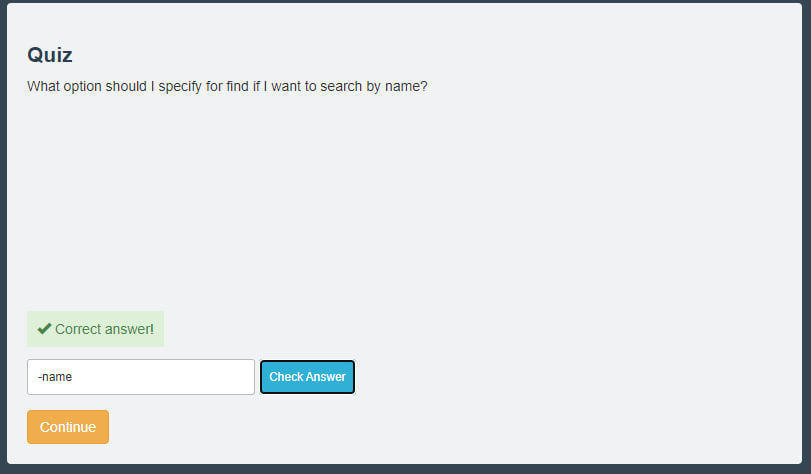 Quiz
What option should I specify for find if I want to search by name?
✔ Correct answer!
-name
Check Answer
Continue